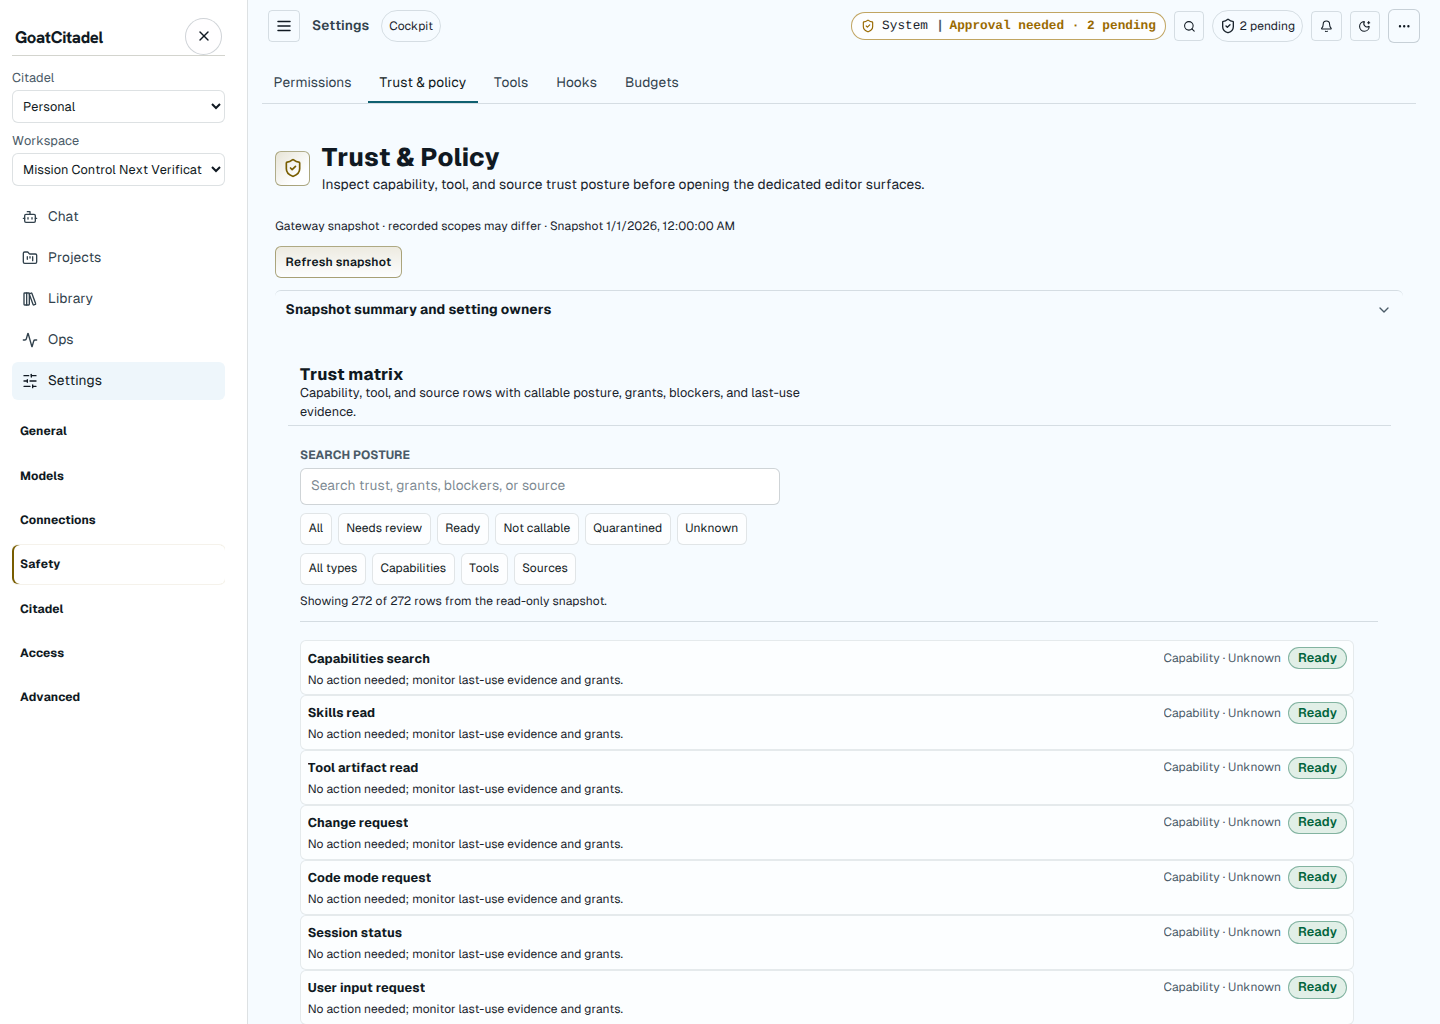 GoatCitadel
Citadel
Personal
Workspace
Mission Control Next Verificat
Chat
Projects
Library
Ops
Settings
General
Models
Connections
Safety
Citadel
Access
Advanced
Settings
Cockpit
System | Approval needed · 2 pending
2 pending
Permissions
Trust & policy
Tools
Hooks
Budgets
Trust & Policy
Inspect capability, tool, and source trust posture before opening the dedicated editor surfaces.
Gateway snapshot · recorded scopes may differ · Snapshot 1/1/2026, 12:00:00 AM
Refresh snapshot
Snapshot summary and setting owners
Trust matrix
Capability, tool, and source rows with callable posture, grants, blockers, and last-use
evidence.
SEARCH POSTURE
Search trust, grants, blockers, or source
All
Needs review
Ready
Not callable
Quarantined
Unknown
All types
Capabilities
Tools
Sources
Showing 272 of 272 rows from the read-only snapshot.
Capabilities search
Capability · Unknown
Ready
No action needed; monitor last-use evidence and grants.
Skills read
Capability · Unknown
Ready
No action needed; monitor last-use evidence and grants.
Tool artifact read
Capability · Unknown
Ready
No action needed; monitor last-use evidence and grants.
Change request
Capability · Unknown
Ready
No action needed; monitor last-use evidence and grants.
Code mode request
Capability · Unknown
Ready
No action needed; monitor last-use evidence and grants.
Session status
Capability · Unknown
Ready
No action needed; monitor last-use evidence and grants.
User input request
Capability · Unknown
Ready
No action needed; monitor last-use evidence and grants.